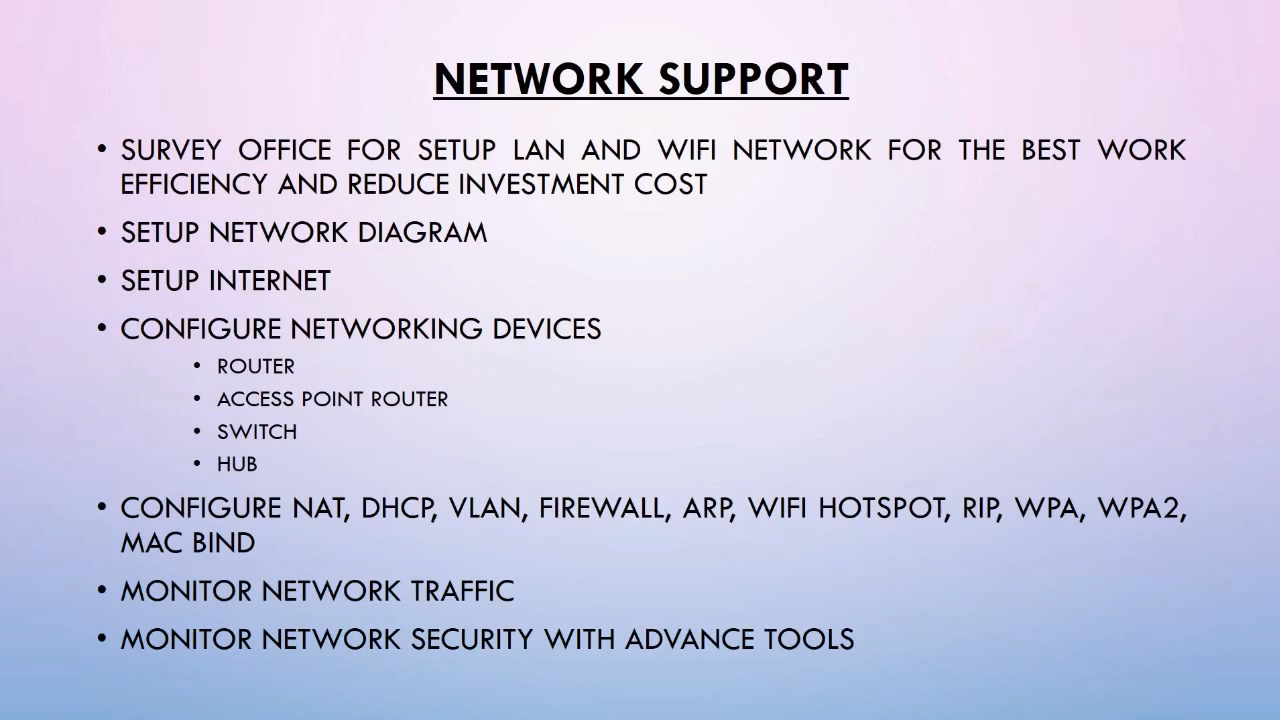 NETWORK SUPPORT
• SURVEY OFFICE FOR SETUP LAN AND WIFI NETWORK FOR THE BEST WORK
EFFICIENCY AND REDUCE INVESTMENT COST
• SETUP NETWORK DIAGRAM
• SETUP INTERNET
• CONFIGURE NETWORKING DEVICES
• ROUTER
• ACCESS POINT ROUTER
• SWITCH
• HUB
• CONFIGURE NAT, DHCP, VLAN, FIREWALL, ARP, WIFI HOTSPOT, RIP, WPA, WPA2,
MAC BIND
• MONITOR NETWORK TRAFFIC
• MONITOR NETWORK SECURITY WITH ADVANCE TOOLS